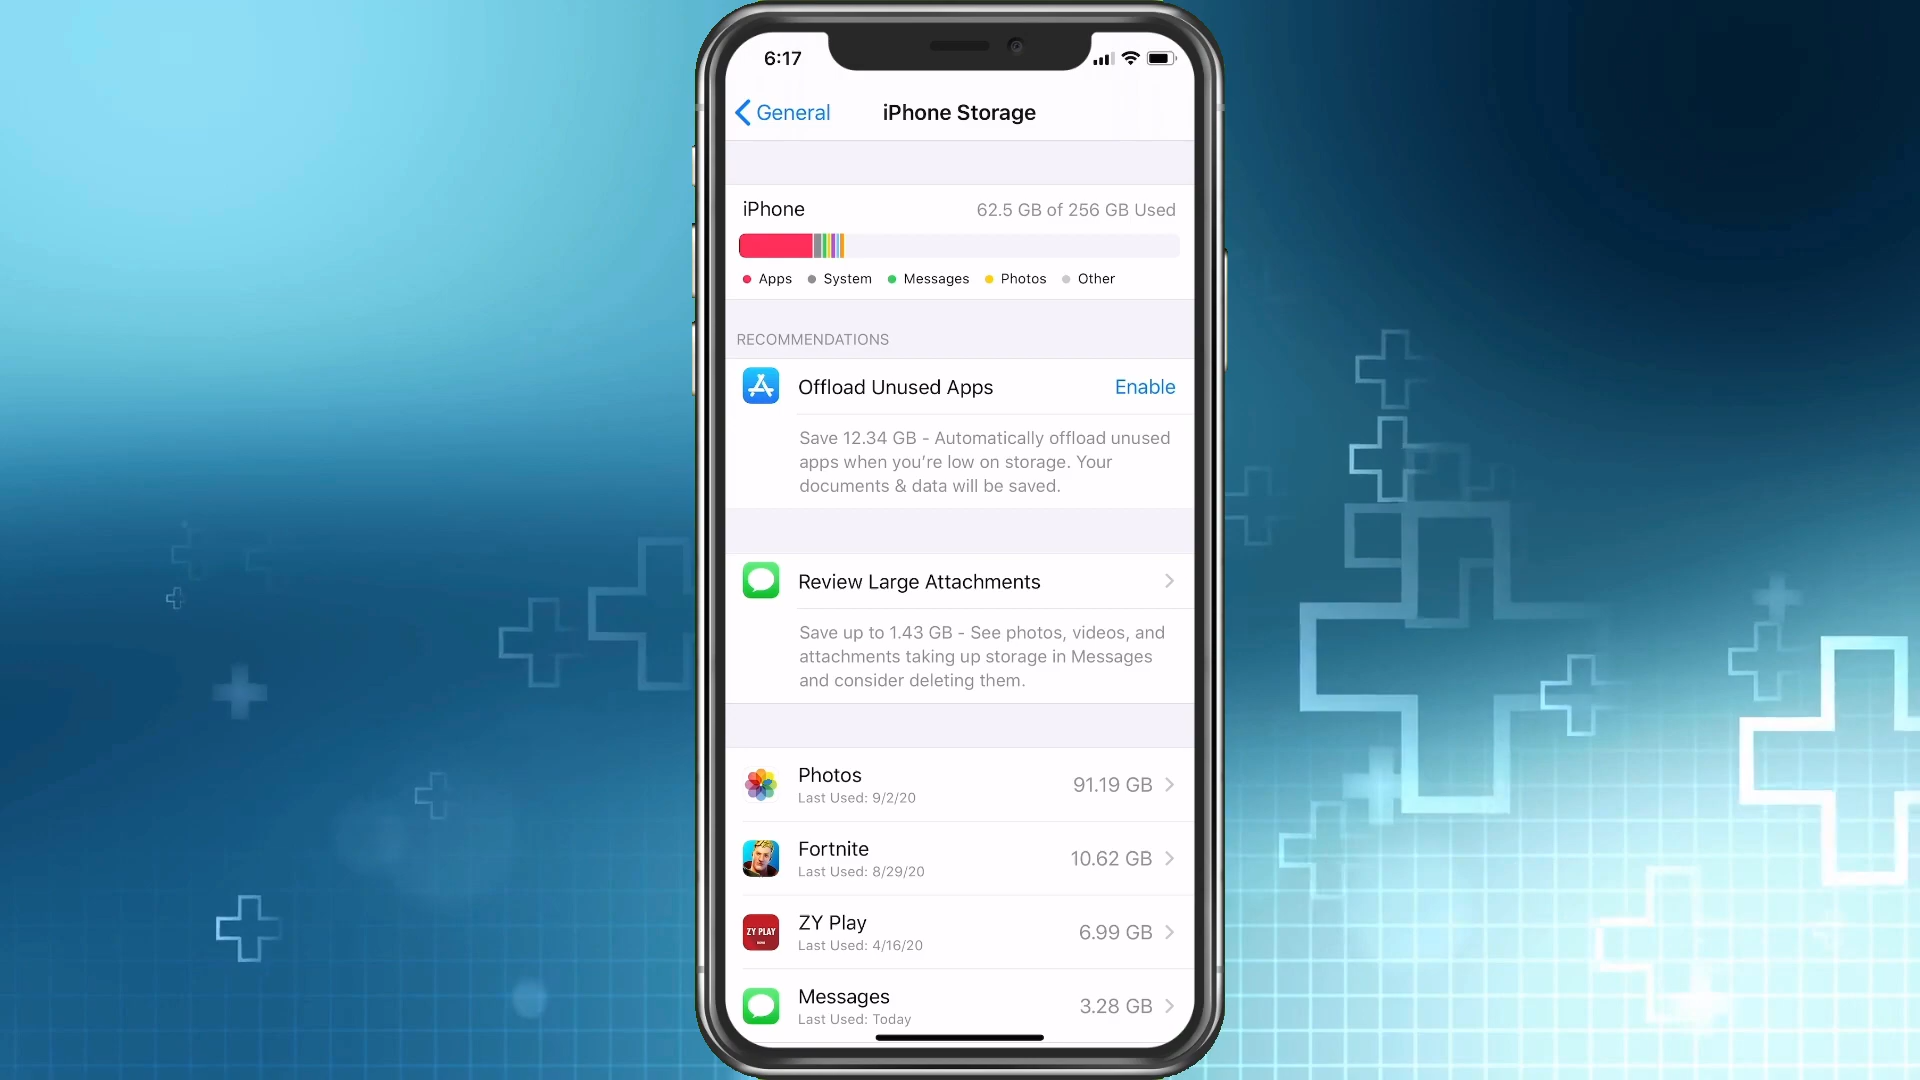 6:17
General
iPhone Storage
iPhone
62.5 GB of 256 GB Used
Apps System Messages Photos Other
RECOMMENDATIONS
Offload Unused Apps
Enable
Save 12.34 GB - Automatically offload unused
apps when you’re low on storage. Your
documents & data will be saved.
Review Large Attachments
Save up to 1.43 GB - See photos, videos, and
attachments taking up storage in Messages
and consider deleting them.
Photos
91.19 GB
Last Used: 9/2/20
Fortnite
10.62 GB
Last Used: 8/29/20
ZY PLAY
ZY Play
6.99 GB
Last Used: 4/16/20
Messages
3.28 GB
Last Used: Today